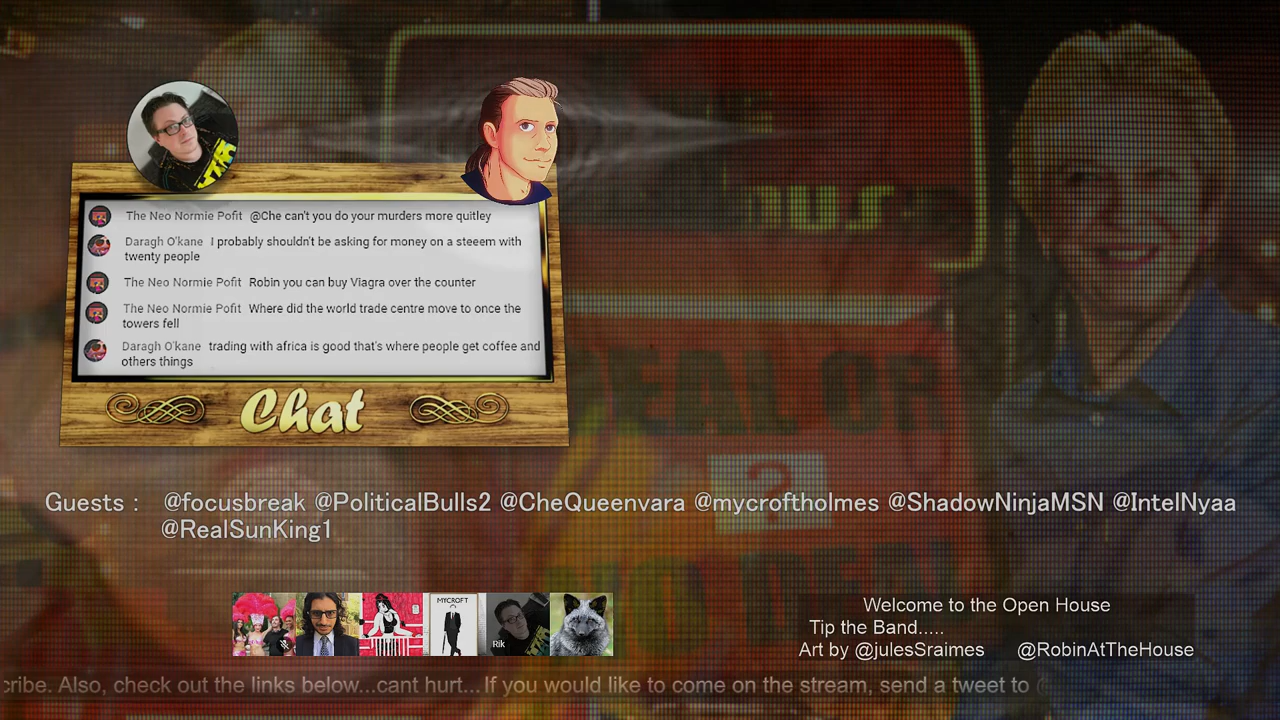 The Neo Normie Pofit @Che can't you do your murders more quitley
Daragh O'kane I probably shouldn't be asking for money on a steeem with
twenty people
The Neo Normie Pofit Robin you can buy Viagra over the counter
The Neo Normie Pofit Where did the world trade centre move to once the
towers fell
Daragh O'kane trading with africa is good that's where people get coffee and
others things
Chat
DEAL OR
?
NO DEAL
Guests : @focusbreak @PoliticalBulls2 @CheQueenvara @mycroftholmes @ShadowNinjaMSN @IntelNyaa
@RealSunKing1
MYCROFT
Rik
Welcome to the Open House
Tip the Band.....
Art by @julesSraimes @RobinAtTheHouse
cribe. Also, check out the links below...cant hurt... If you would like to come on the stream, send a tweet to @